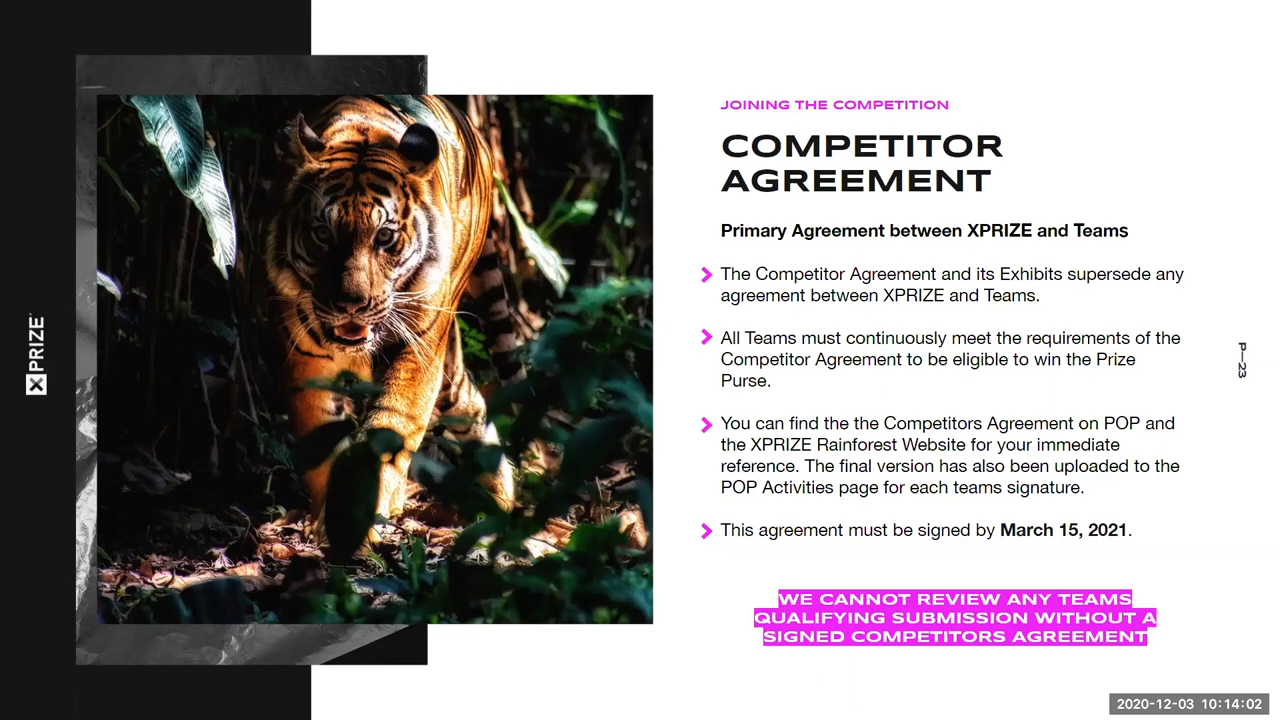 XPRIZE
JOINING THE COMPETITION
COMPETITOR
AGREEMENT
Primary Agreement between XPRIZE and Teams
The Competitor Agreement and its Exhibits supersede any
agreement between XPRIZE and Teams.
All Teams must continuously meet the requirements of the
Competitor Agreement to be eligible to win the Prize
Purse.
You can find the the Competitors Agreement on POP and
the XPRIZE Rainforest Website for your immediate
reference. The final version has also been uploaded to the
POP Activities page for each teams signature.
This agreement must be signed by March 15, 2021.
WE CANNOT REVIEW ANY TEAMS
QUALIFYING SUBMISSION WITHOUT A
SIGNED COMPETITORS AGREEMENT
P—23
2020-12-03 10:14:02